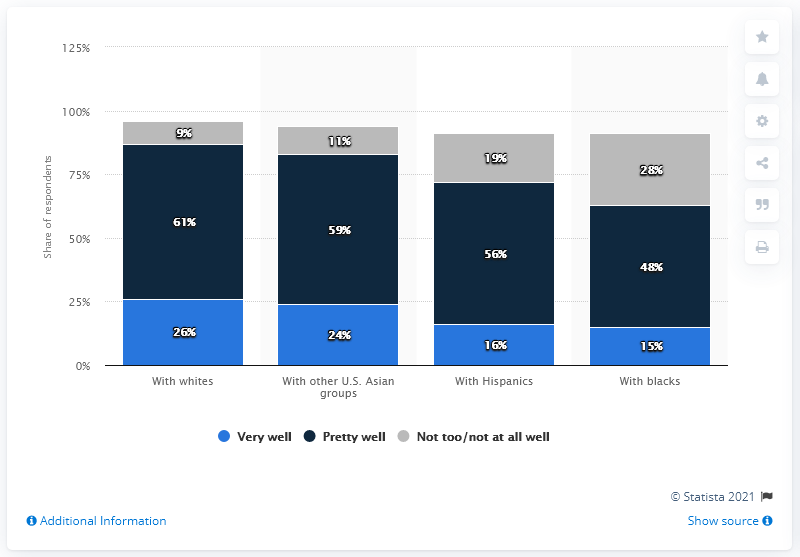 125%
100%
75%
50%
25%
0%
Share of respondents
9%
11%
19%
28%
61%
59%
56%
48%
26%
24%
16%
15%
With whites
With other U.S. Asian
groups
With Hispanics
With blacks
Very well
Pretty well
Not too/not at all well
© Statista 2021
Additional Information
Show source